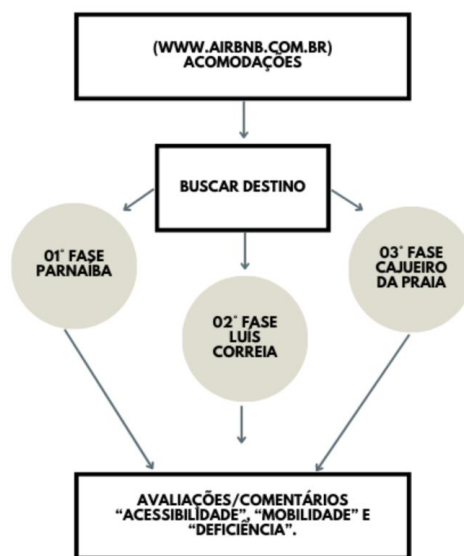 (WWW.AIRBNB.COM.BR)
ACOMODAÇÕES
BUSCAR DESTINO
01° FASE
PARNAÍBA
02° FASE
LUÍS
CORREIA
03° FASE
CAJUEIRO
DA PRAIA
AVALIAÇÕES/COMENTÁRIOS
“ACESSIBILIDADE”, “MOBILIDADE” E
“DEFICIÊNCIA”.